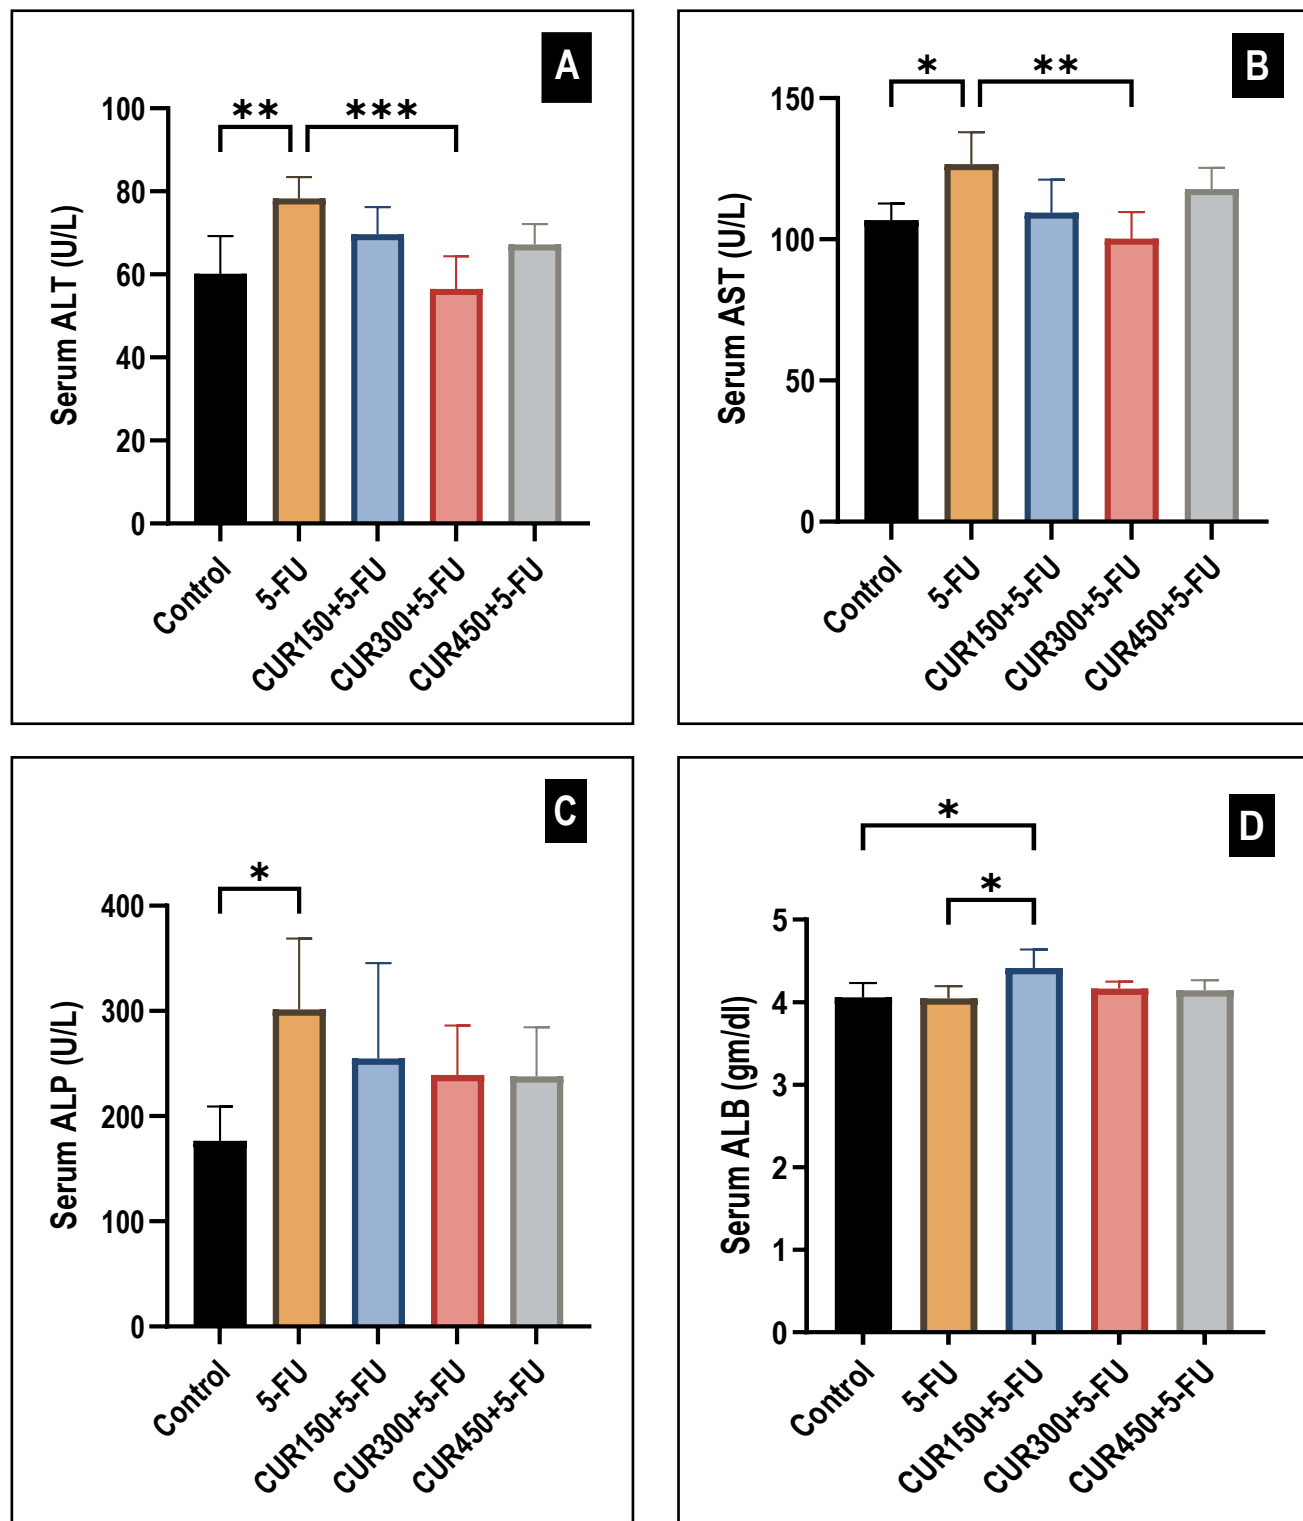 A
** ***
100
80
60
40
20
0
Serum ALT (U/L)
Control
5-FU
CUR150+5-FU
CUR300+5-FU
CUR450+5-FU
B
* **
150
100
50
0
Serum AST (U/L)
Control
5-FU
CUR150+5-FU
CUR300+5-FU
CUR450+5-FU
C
*
400
300
200
100
0
Serum ALP (U/L)
Control
5-FU
CUR150+5-FU
CUR300+5-FU
CUR450+5-FU
D
*
*
5
4
3
2
1
0
Serum ALB (gm/dl)
Control
5-FU
CUR150+5-FU
CUR300+5-FU
CUR450+5-FU